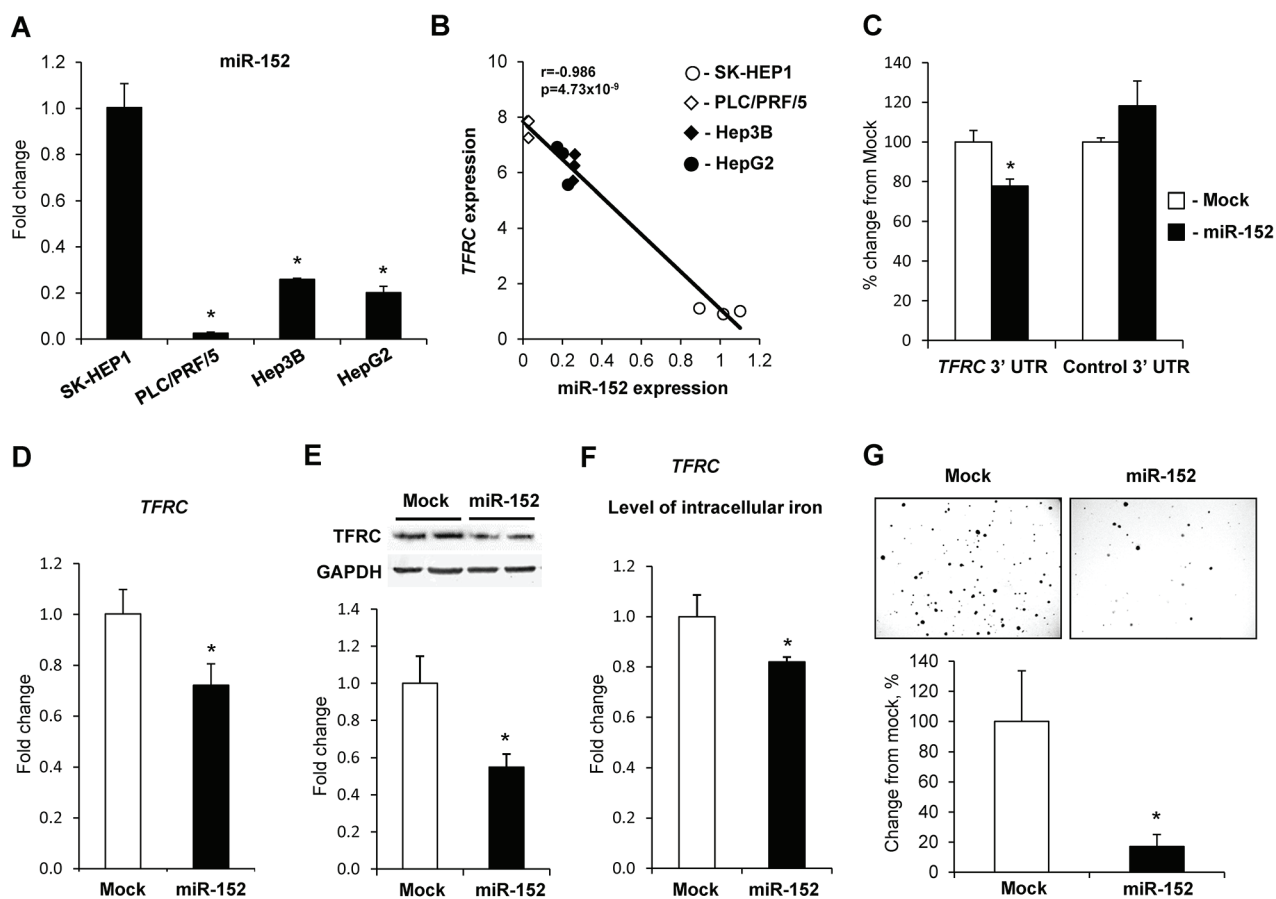 A
miR-152
Fold change
1.2
1.0
0.8
0.6
0.4
0.2
0.0
*
*
*
SK-HEP1
PLC/PRF/5
Hep3B
HepG2
B
r=-0.986
p=4.73x10⁻⁹
TFRC expression
10
8
6
4
2
0
0 0.2 0.4 0.6 0.8 1 1.2
miR-152 expression
- SK-HEP1
- PLC/PRF/5
- Hep3B
- HepG2
C
% change from Mock
140
120
100
80
60
40
20
0
*
TFRC 3’ UTR Control 3’ UTR
- Mock
- miR-152
D
TFRC
Fold change
1.2
1.0
0.8
0.6
0.4
0.2
0.0
*
Mock miR-152
E
Mock miR-152
TFRC
GAPDH
Fold change
1.4
1.2
1.0
0.8
0.6
0.4
0.2
0.0
*
Mock miR-152
F
TFRC
Level of intracellular iron
Fold change
1.2
1.0
0.8
0.6
0.4
0.2
0.0
*
Mock miR-152
G
Mock miR-152
Change from mock, %
140
120
100
80
60
40
20
0
*
Mock miR-152